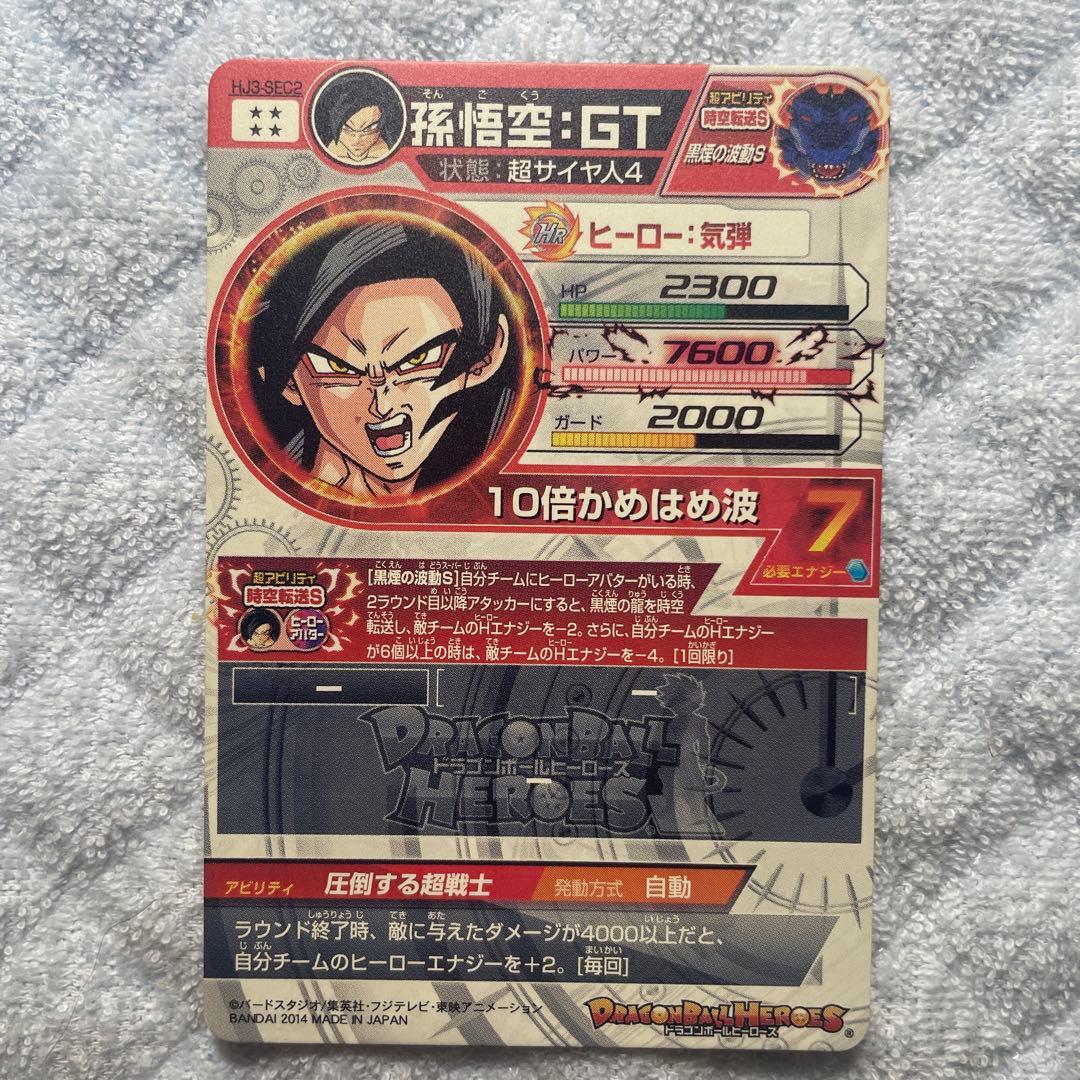 HJ3-SEC2
孫悟空:GT
そん ご くう
状態:超サイヤ人4
超アビリティ
時空転送S
黒煙の波動S
HR
ヒーロー:気弾
HP 2300
パワー 7600
ガード 2000
10倍かめはめ波
7
必要エナジー
超アビリティ
時空転送S
ヒーロー
アバター
[黒煙の波動S]自分チームにヒーローアバターがいる時、
2ラウンド目以降アタッカーにすると、黒煙の龍を時空
転送し、敵チームのHエナジーを−2。さらに、自分チームのHエナジー
が6個以上の時は、敵チームのHエナジーを−4。[1回限り]
ー
[ ー ]
DRAGONBALL
ドラゴンボールヒーローズ
HEROES
ー
アビリティ 圧倒する超戦士 発動方式 自動
ラウンド終了時、敵に与えたダメージが4000以上だと、
自分チームのヒーローエナジーを+2。[毎回]
©バードスタジオ/集英社・フジテレビ・東映アニメーション
BANDAI 2014 MADE IN JAPAN
DRAGONBALL HEROES
ドラゴンボールヒーローズ
®